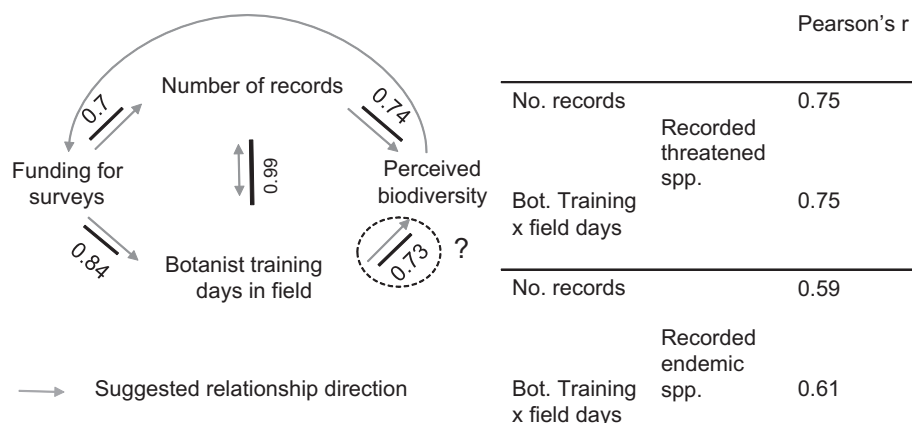 Pearson's r
Number of records
0.7
0.74
0.99
Funding for
surveys
Perceived
biodiversity
0.84
0.73
?
Botanist training
days in field
Suggested relationship direction
No. records
0.75
Recorded
threatened
spp.
Bot. Training
x field days
0.75
No. records
0.59
Recorded
endemic
spp.
Bot. Training
x field days
0.61